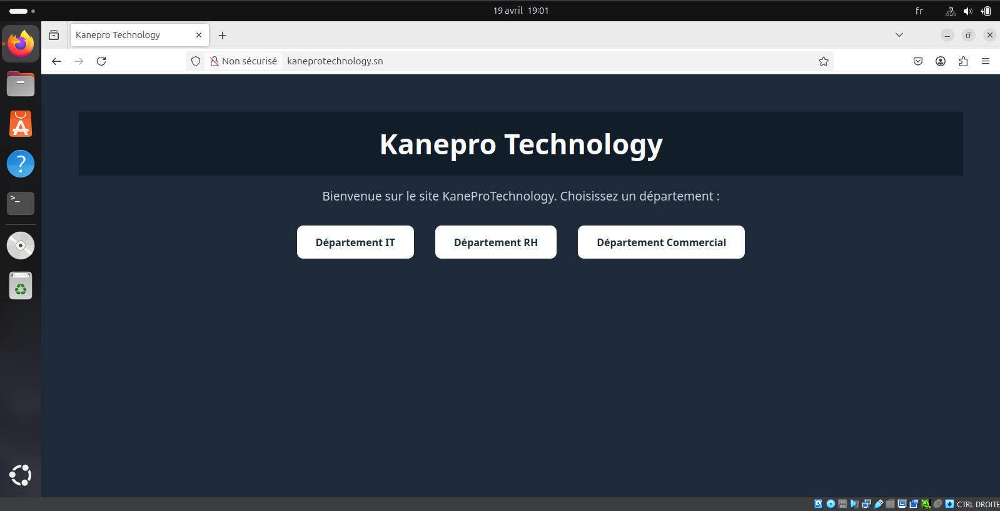 19 avril 19:01
fr
Kanepro Technology
Non sécurisé kaneprotechnology.sn
Kanepro Technology
Bienvenue sur le site KaneProTechnology. Choisissez un département :
Département IT Département RH Département Commercial
CTRL DROITE